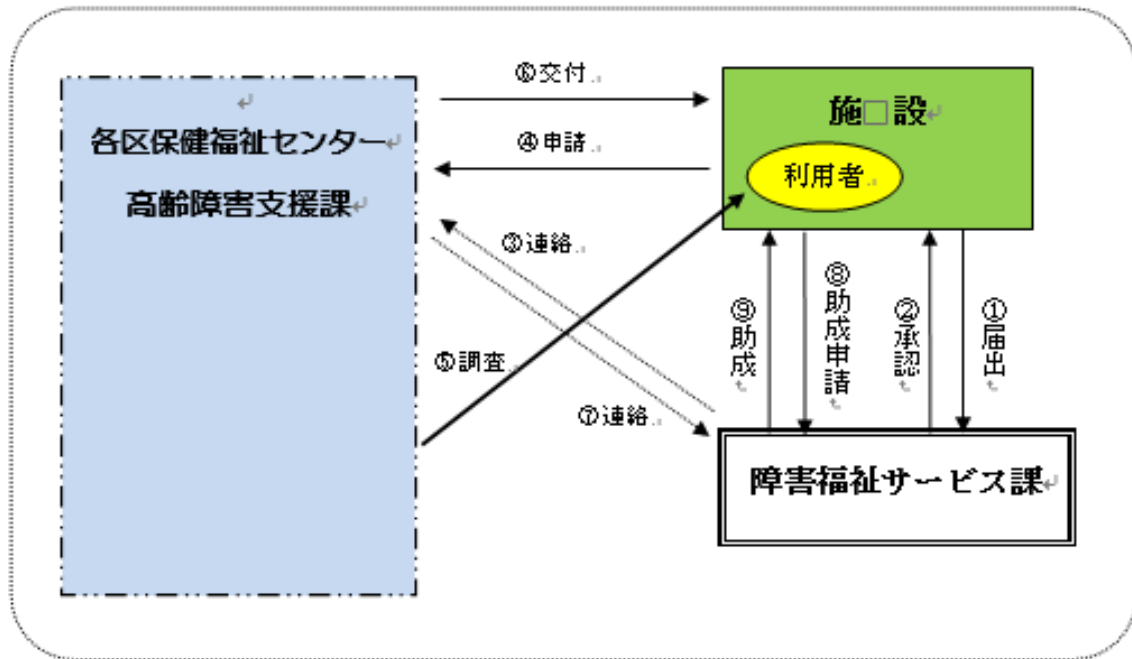 各区保健福祉センター
高齢障害支援課
⑥交付
④申請
③連絡
⑤調査
⑦連絡
施□設
利用者
⑨助成
⑧助成申請
②承認
①届出
障害福祉サービス課